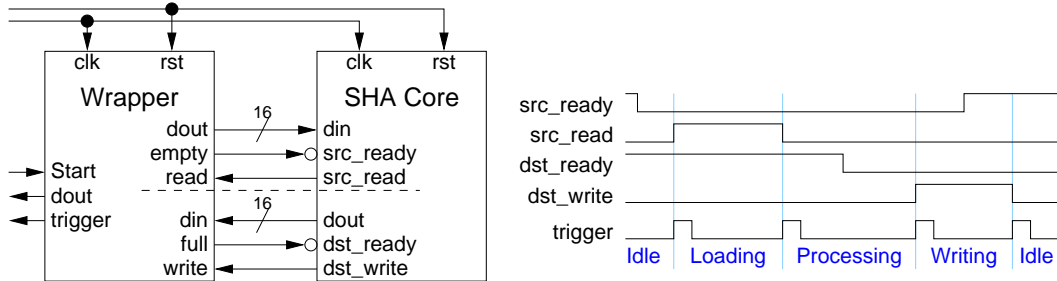 clk rst
Wrapper
dout
empty
read
Start
dout
trigger
din
full
write
16
16
clk rst
SHA Core
din
src_ready
src_read
dout
dst_ready
dst_write
src_ready
src_read
dst_ready
dst_write
trigger
Idle Loading Processing Writing Idle